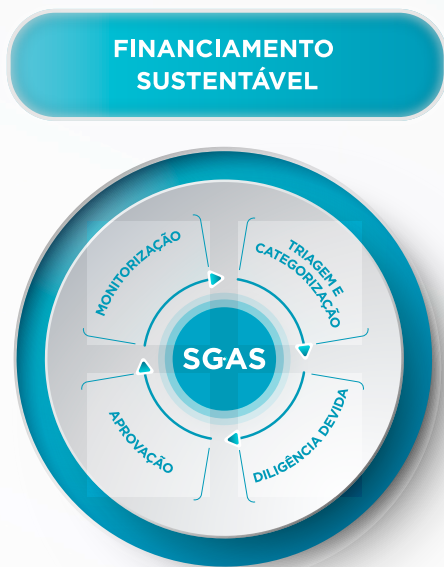 FINANCIAMENTO
SUSTENTÁVEL
MONITORIZAÇÃO
TRIAGEM E
CATEGORIZAÇÃO
SGAS
APROVAÇÃO
DILIGÊNCIA DEVIDA